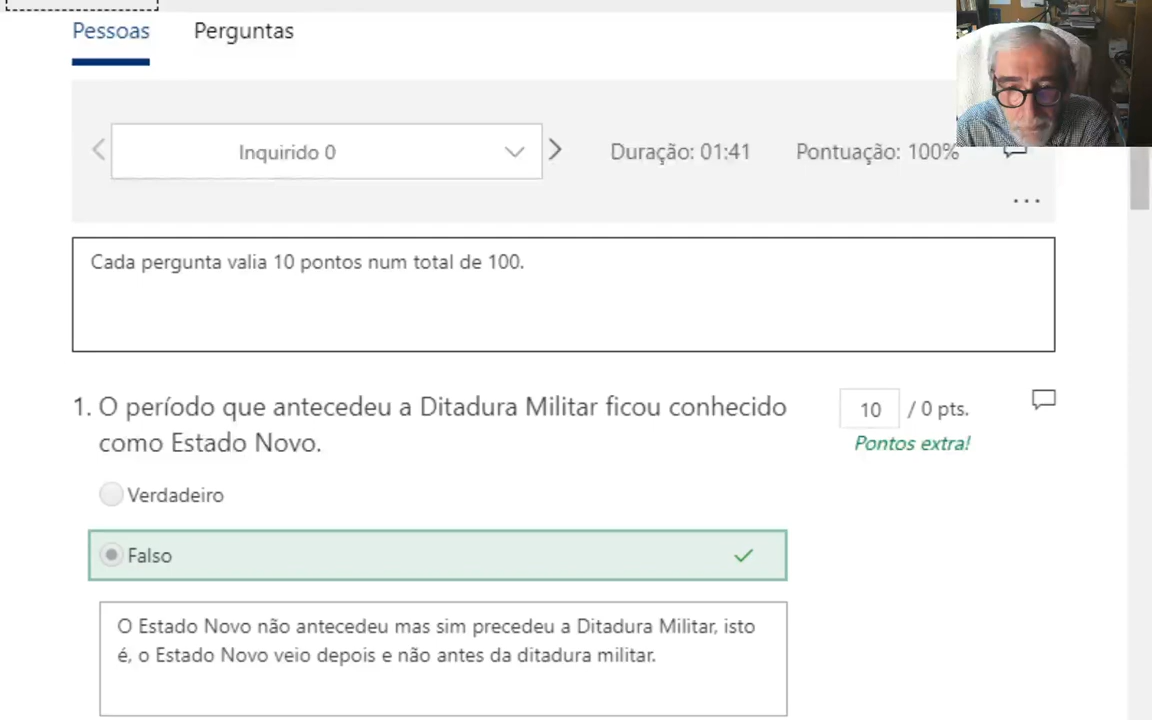 Pessoas Perguntas
Inquirido 0 Duração: 01:41 Pontuação: 100%
...
Cada pergunta valia 10 pontos num total de 100.
1. O período que antecedeu a Ditadura Militar ficou conhecido
como Estado Novo.
10 / 0 pts.
Pontos extra!
Verdadeiro
Falso
O Estado Novo não antecedeu mas sim precedeu a Ditadura Militar, isto
é, o Estado Novo veio depois e não antes da ditadura militar.